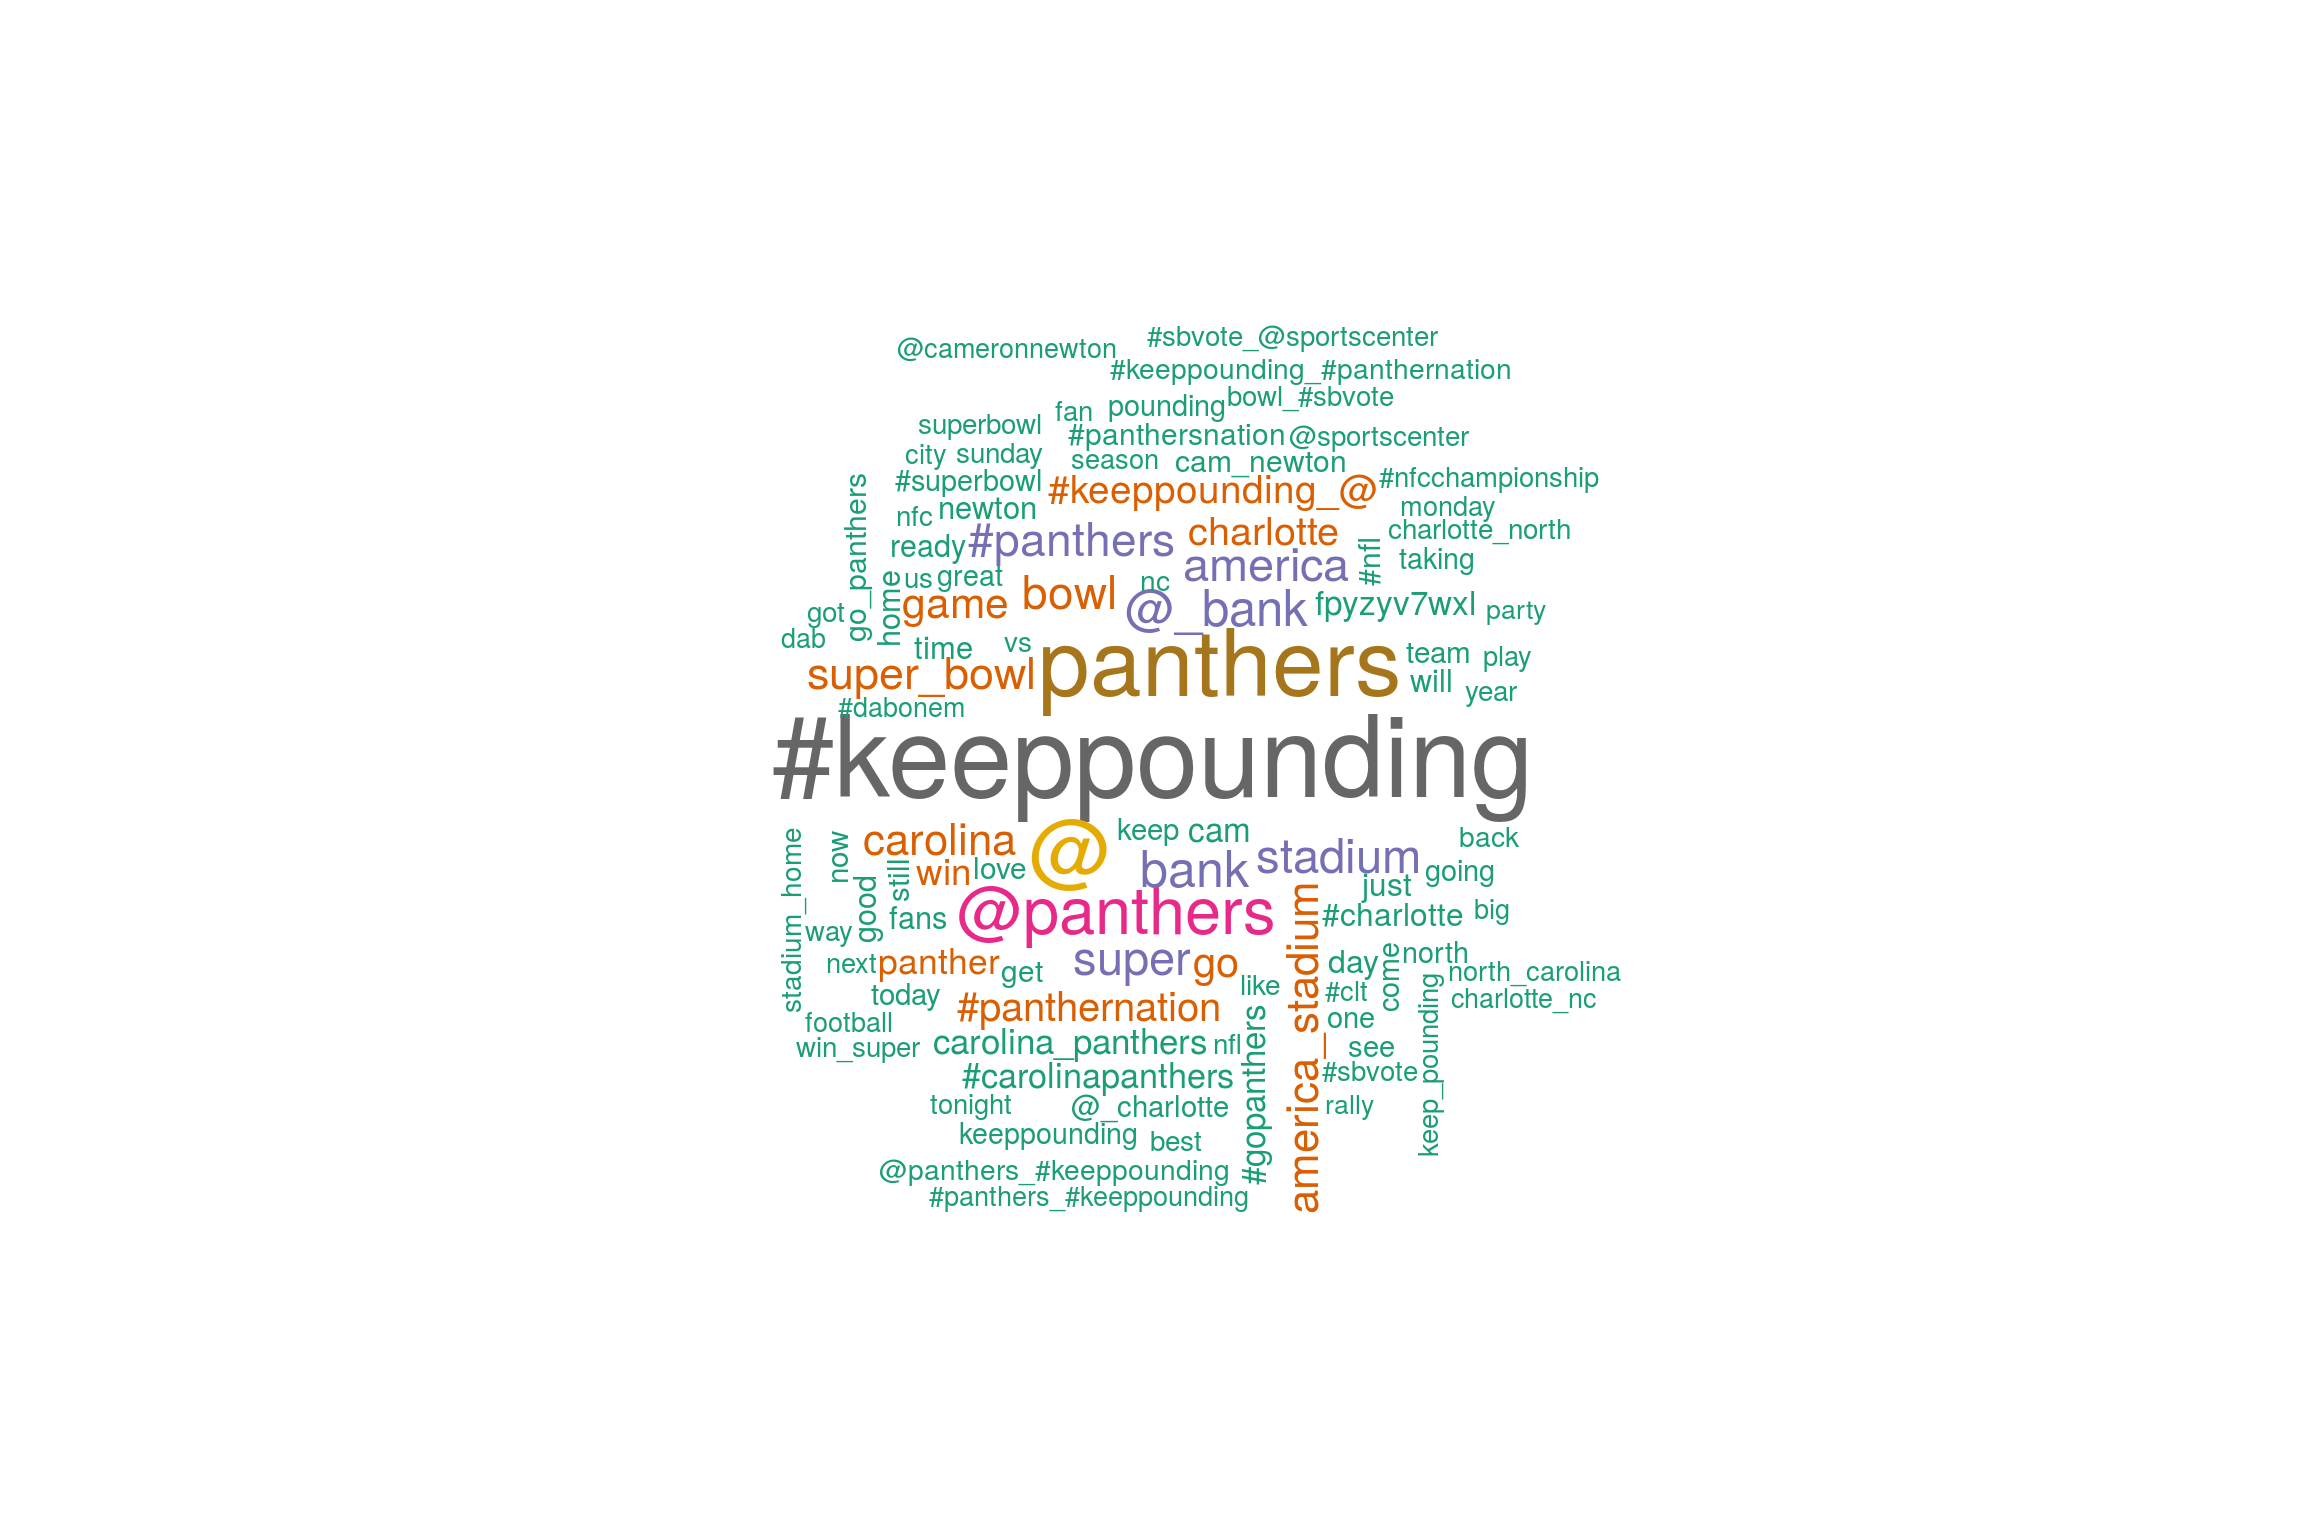 #sbvote_@sportscenter
@cameronnewton
#keeppounding_#panthernation
bowl_#sbvote
pounding
fan
superbowl
#panthersnation
@sportscenter
city
sunday
season
cam_newton
#superbowl
#keeppounding_@
#nfcchampionship
newton
monday
nfc
go_panthers
#panthers
charlotte
charlotte_north
ready
#nfl
taking
america
us
great
nc
home
bowl
game
@_bank
fpyzyv7wxl
party
got
dab
time
vs
panthers
team
play
super_bowl
will
year
#dabonem
#keeppounding
carolina
@
keep
cam
back
now
stadium_home
bank
stadium
win
love
still
going
just
good
fans
@panthers
#charlotte
big
way
america_stadium
next
panther
get
super
go
day
come
north
north_carolina
today
like
#clt
charlotte_nc
#panthernation
football
one
win_super
carolina_panthers
nfl
#gopanthers
see
keep_pounding
#carolinapanthers
#sbvote
tonight
@_charlotte
rally
keeppounding
best
@panthers_#keeppounding
#panthers_#keeppounding